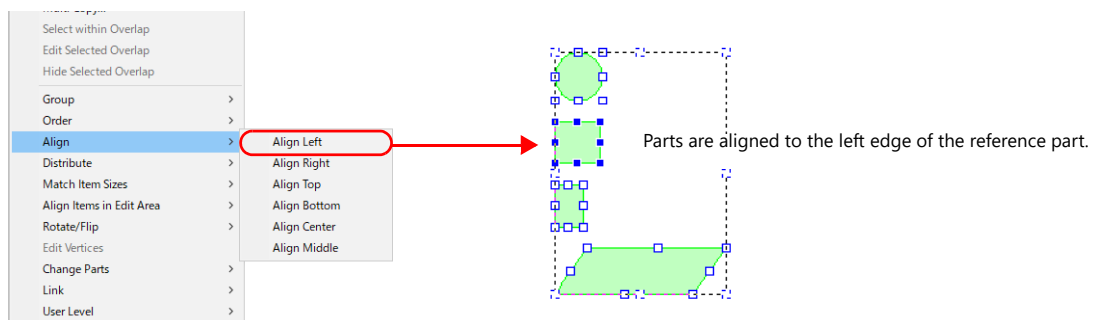 Select within Overlap
Edit Selected Overlap
Hide Selected Overlap
Group
Order
Align
Distribute
Match Item Sizes
Align Items in Edit Area
Rotate/Flip
Edit Vertices
Change Parts
Link
User Level
Align Left
Align Right
Align Top
Align Bottom
Align Center
Align Middle
Parts are aligned to the left edge of the reference part.